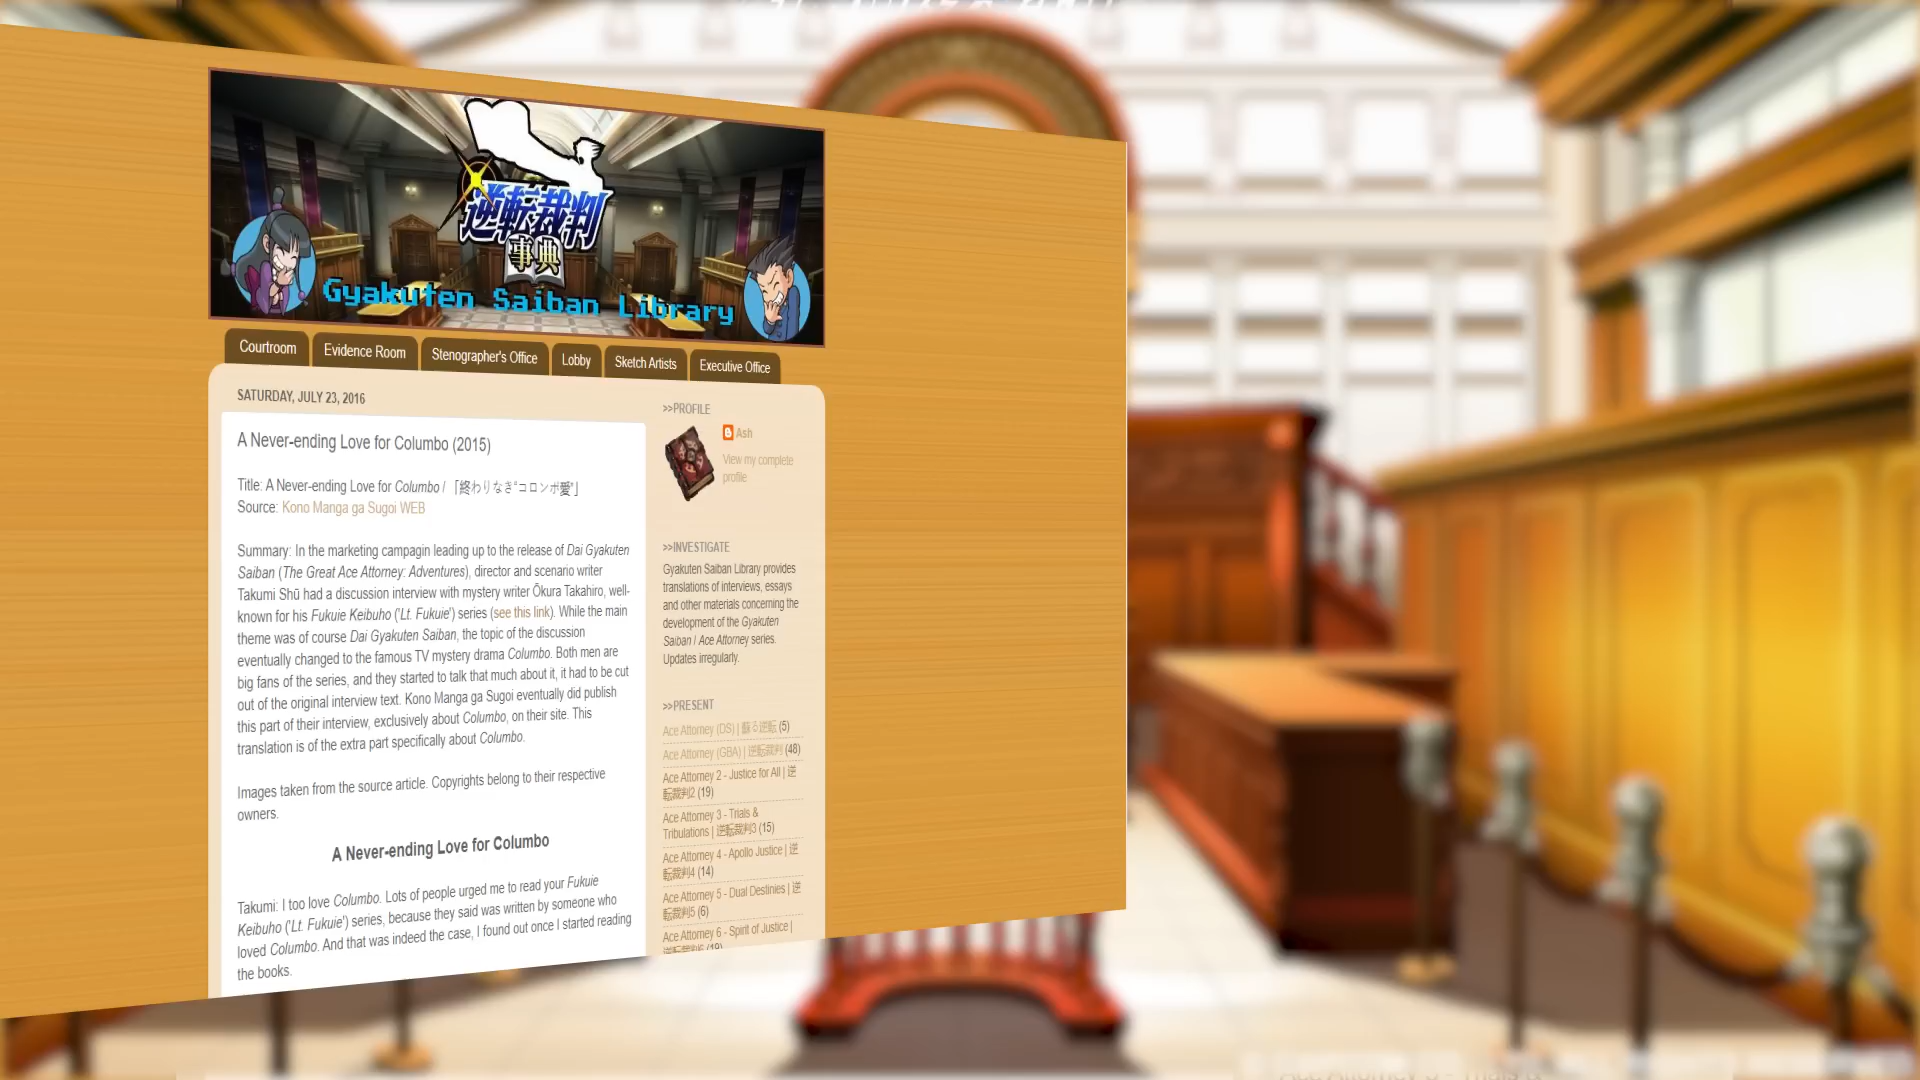 逆転裁判
事典
Gyakuten Saiban Library
Courtroom
Evidence Room
Stenographer's Office
Lobby
Sketch Artists
Executive Office
SATURDAY, JULY 23, 2016
A Never-ending Love for Columbo (2015)
Title: A Never-ending Love for Columbo / 「終わりなき“コロンボ愛”」
Source: Kono Manga ga Sugoi WEB
Summary: In the marketing campagin leading up to the release of Dai Gyakuten
Saiban (The Great Ace Attorney: Adventures), director and scenario writer
Takumi Shū had a discussion interview with mystery writer Ōkura Takahiro, well-
known for his Fukuie Keibuho ('Lt. Fukuie') series (see this link). While the main
theme was of course Dai Gyakuten Saiban, the topic of the discussion
eventually changed to the famous TV mystery drama Columbo. Both men are
big fans of the series, and they started to talk that much about it, it had to be cut
out of the original interview text. Kono Manga ga Sugoi eventually did publish
this part of their interview, exclusively about Columbo, on their site. This
translation is of the extra part specifically about Columbo.
Images taken from the source article. Copyrights belong to their respective
owners.
A Never-ending Love for Columbo
Takumi: I too love Columbo. Lots of people urged me to read your Fukuie
Keibuho ('Lt. Fukuie') series, because they said was written by someone who
loved Columbo. And that was indeed the case, I found out once I started reading
the books.
>>PROFILE
Ash
View my complete
profile
>>INVESTIGATE
Gyakuten Saiban Library provides
translations of interviews, essays
and other materials concerning the
development of the Gyakuten
Saiban / Ace Attorney series.
Updates irregularly.
>>PRESENT
Ace Attorney (DS) | 蘇る逆転 (5)
Ace Attorney (GBA) | 逆転裁判 (48)
Ace Attorney 2 - Justice for All | 逆
転裁判2 (19)
Ace Attorney 3 - Trials &
Tribulations | 逆転裁判3 (15)
Ace Attorney 4 - Apollo Justice | 逆
転裁判4 (14)
Ace Attorney 5 - Dual Destinies | 逆
転裁判5 (6)
Ace Attorney 6 - Spirit of Justice |
逆転裁判6 (19)